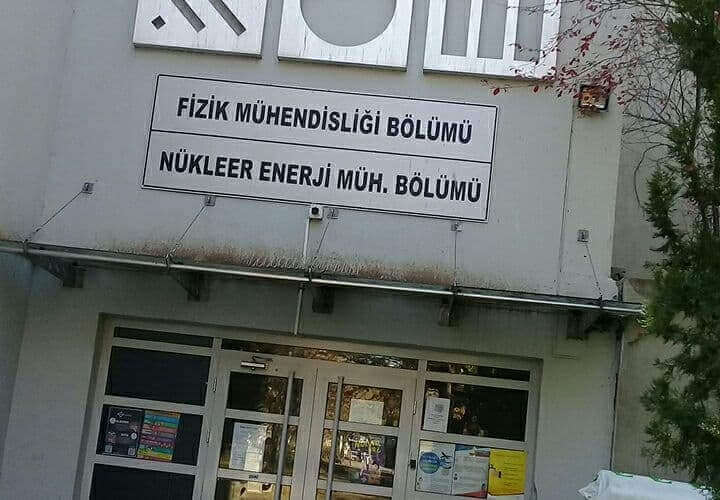 FİZİK MÜHENDİSLİĞİ BÖLÜMÜ
NÜKLEER ENERJİ MÜH. BÖLÜMÜ